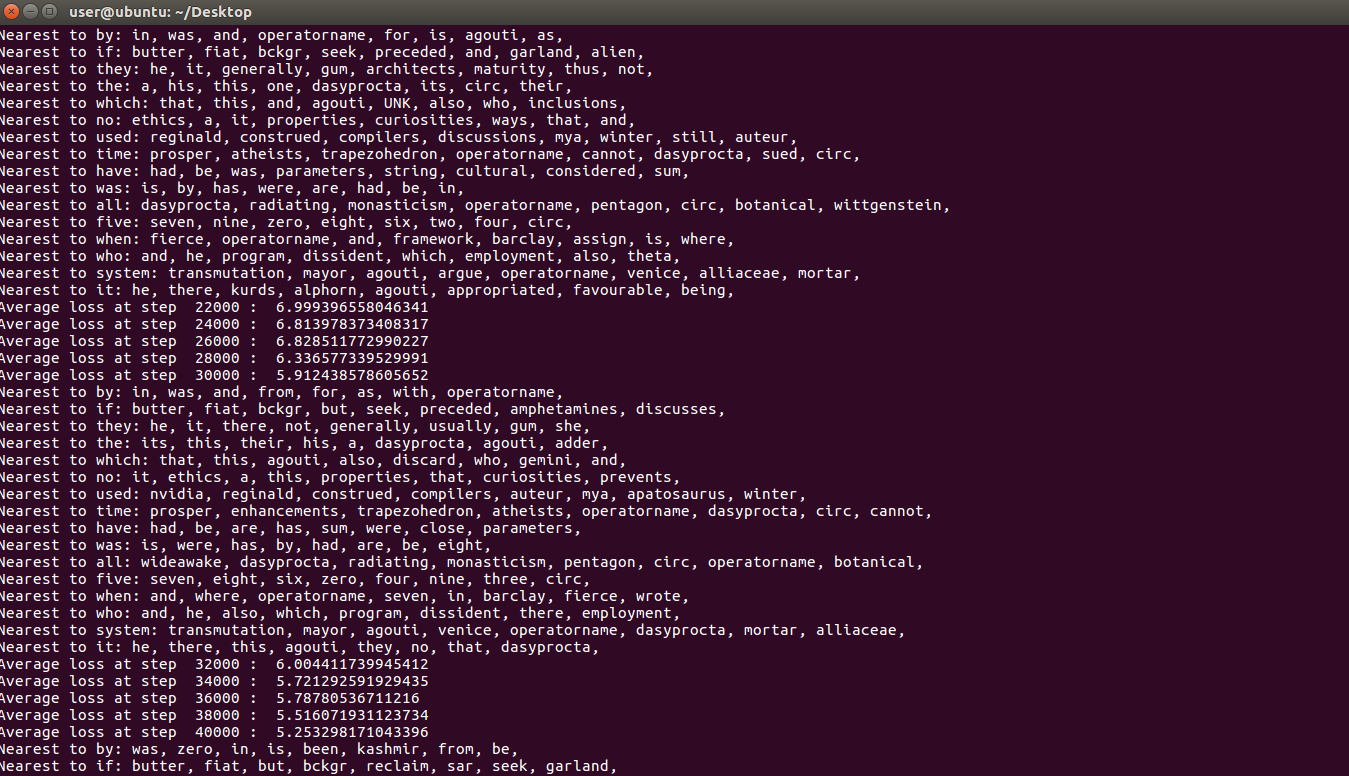 user@ubuntu: ~/Desktop
Nearest to by: in, was, and, operatorname, for, is, agouti, as,
Nearest to if: butter, fiat, bckgr, seek, preceded, and, garland, alien,
Nearest to they: he, it, generally, gum, architects, maturity, thus, not,
Nearest to the: a, his, this, one, dasyprocta, its, circ, their,
Nearest to which: that, this, and, agouti, UNK, also, who, inclusions,
Nearest to no: ethics, a, it, properties, curiosities, ways, that, and,
Nearest to used: reginald, construed, compilers, discussions, mya, winter, still, auteur,
Nearest to time: prosper, atheists, trapezohedron, operatorname, cannot, dasyprocta, sued, circ,
Nearest to have: had, be, was, parameters, string, cultural, considered, sum,
Nearest to was: is, by, has, were, are, had, be, in,
Nearest to all: dasyprocta, radiating, monasticism, operatorname, pentagon, circ, botanical, wittgenstein,
Nearest to five: seven, nine, zero, eight, six, two, four, circ,
Nearest to when: fierce, operatorname, and, framework, barclay, assign, is, where,
Nearest to who: and, he, program, dissident, which, employment, also, theta,
Nearest to system: transmutation, mayor, agouti, argue, operatorname, venice, alliaceae, mortar,
Nearest to it: he, there, kurds, alphorn, agouti, appropriated, favourable, being,
Average loss at step  22000 :  6.999396558046341
Average loss at step  24000 :  6.813978373408317
Average loss at step  26000 :  6.828511772990227
Average loss at step  28000 :  6.336577339529991
Average loss at step  30000 :  5.912438578605652
Nearest to by: in, was, and, from, for, as, with, operatorname,
Nearest to if: butter, fiat, bckgr, but, seek, preceded, amphetamines, discusses,
Nearest to they: he, it, there, not, generally, usually, gum, she,
Nearest to the: its, this, their, his, a, dasyprocta, agouti, adder,
Nearest to which: that, this, agouti, also, discard, who, gemini, and,
Nearest to no: it, ethics, a, this, properties, that, curiosities, prevents,
Nearest to used: nvidia, reginald, construed, compilers, auteur, mya, apatosaurus, winter,
Nearest to time: prosper, enhancements, trapezohedron, atheists, operatorname, dasyprocta, circ, cannot,
Nearest to have: had, be, are, has, sum, were, close, parameters,
Nearest to was: is, were, has, by, had, are, be, eight,
Nearest to all: wideawake, dasyprocta, radiating, monasticism, pentagon, circ, operatorname, botanical,
Nearest to five: seven, eight, six, zero, four, nine, three, circ,
Nearest to when: and, where, operatorname, seven, in, barclay, fierce, wrote,
Nearest to who: and, he, also, which, program, dissident, there, employment,
Nearest to system: transmutation, mayor, agouti, venice, operatorname, dasyprocta, mortar, alliaceae,
Nearest to it: he, there, this, agouti, they, no, that, dasyprocta,
Average loss at step  32000 :  6.004411739945412
Average loss at step  34000 :  5.721292591929435
Average loss at step  36000 :  5.78780536711216
Average loss at step  38000 :  5.516071931123734
Average loss at step  40000 :  5.253298171043396
Nearest to by: was, zero, in, is, been, kashmir, from, be,
Nearest to if: butter, fiat, but, bckgr, reclaim, sar, seek, garland,